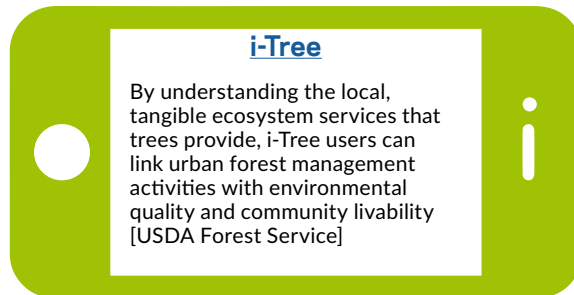 i-Tree
By understanding the local,
tangible ecosystem services that
trees provide, i-Tree users can
link urban forest management
activities with environmental
quality and community livability
[USDA Forest Service]